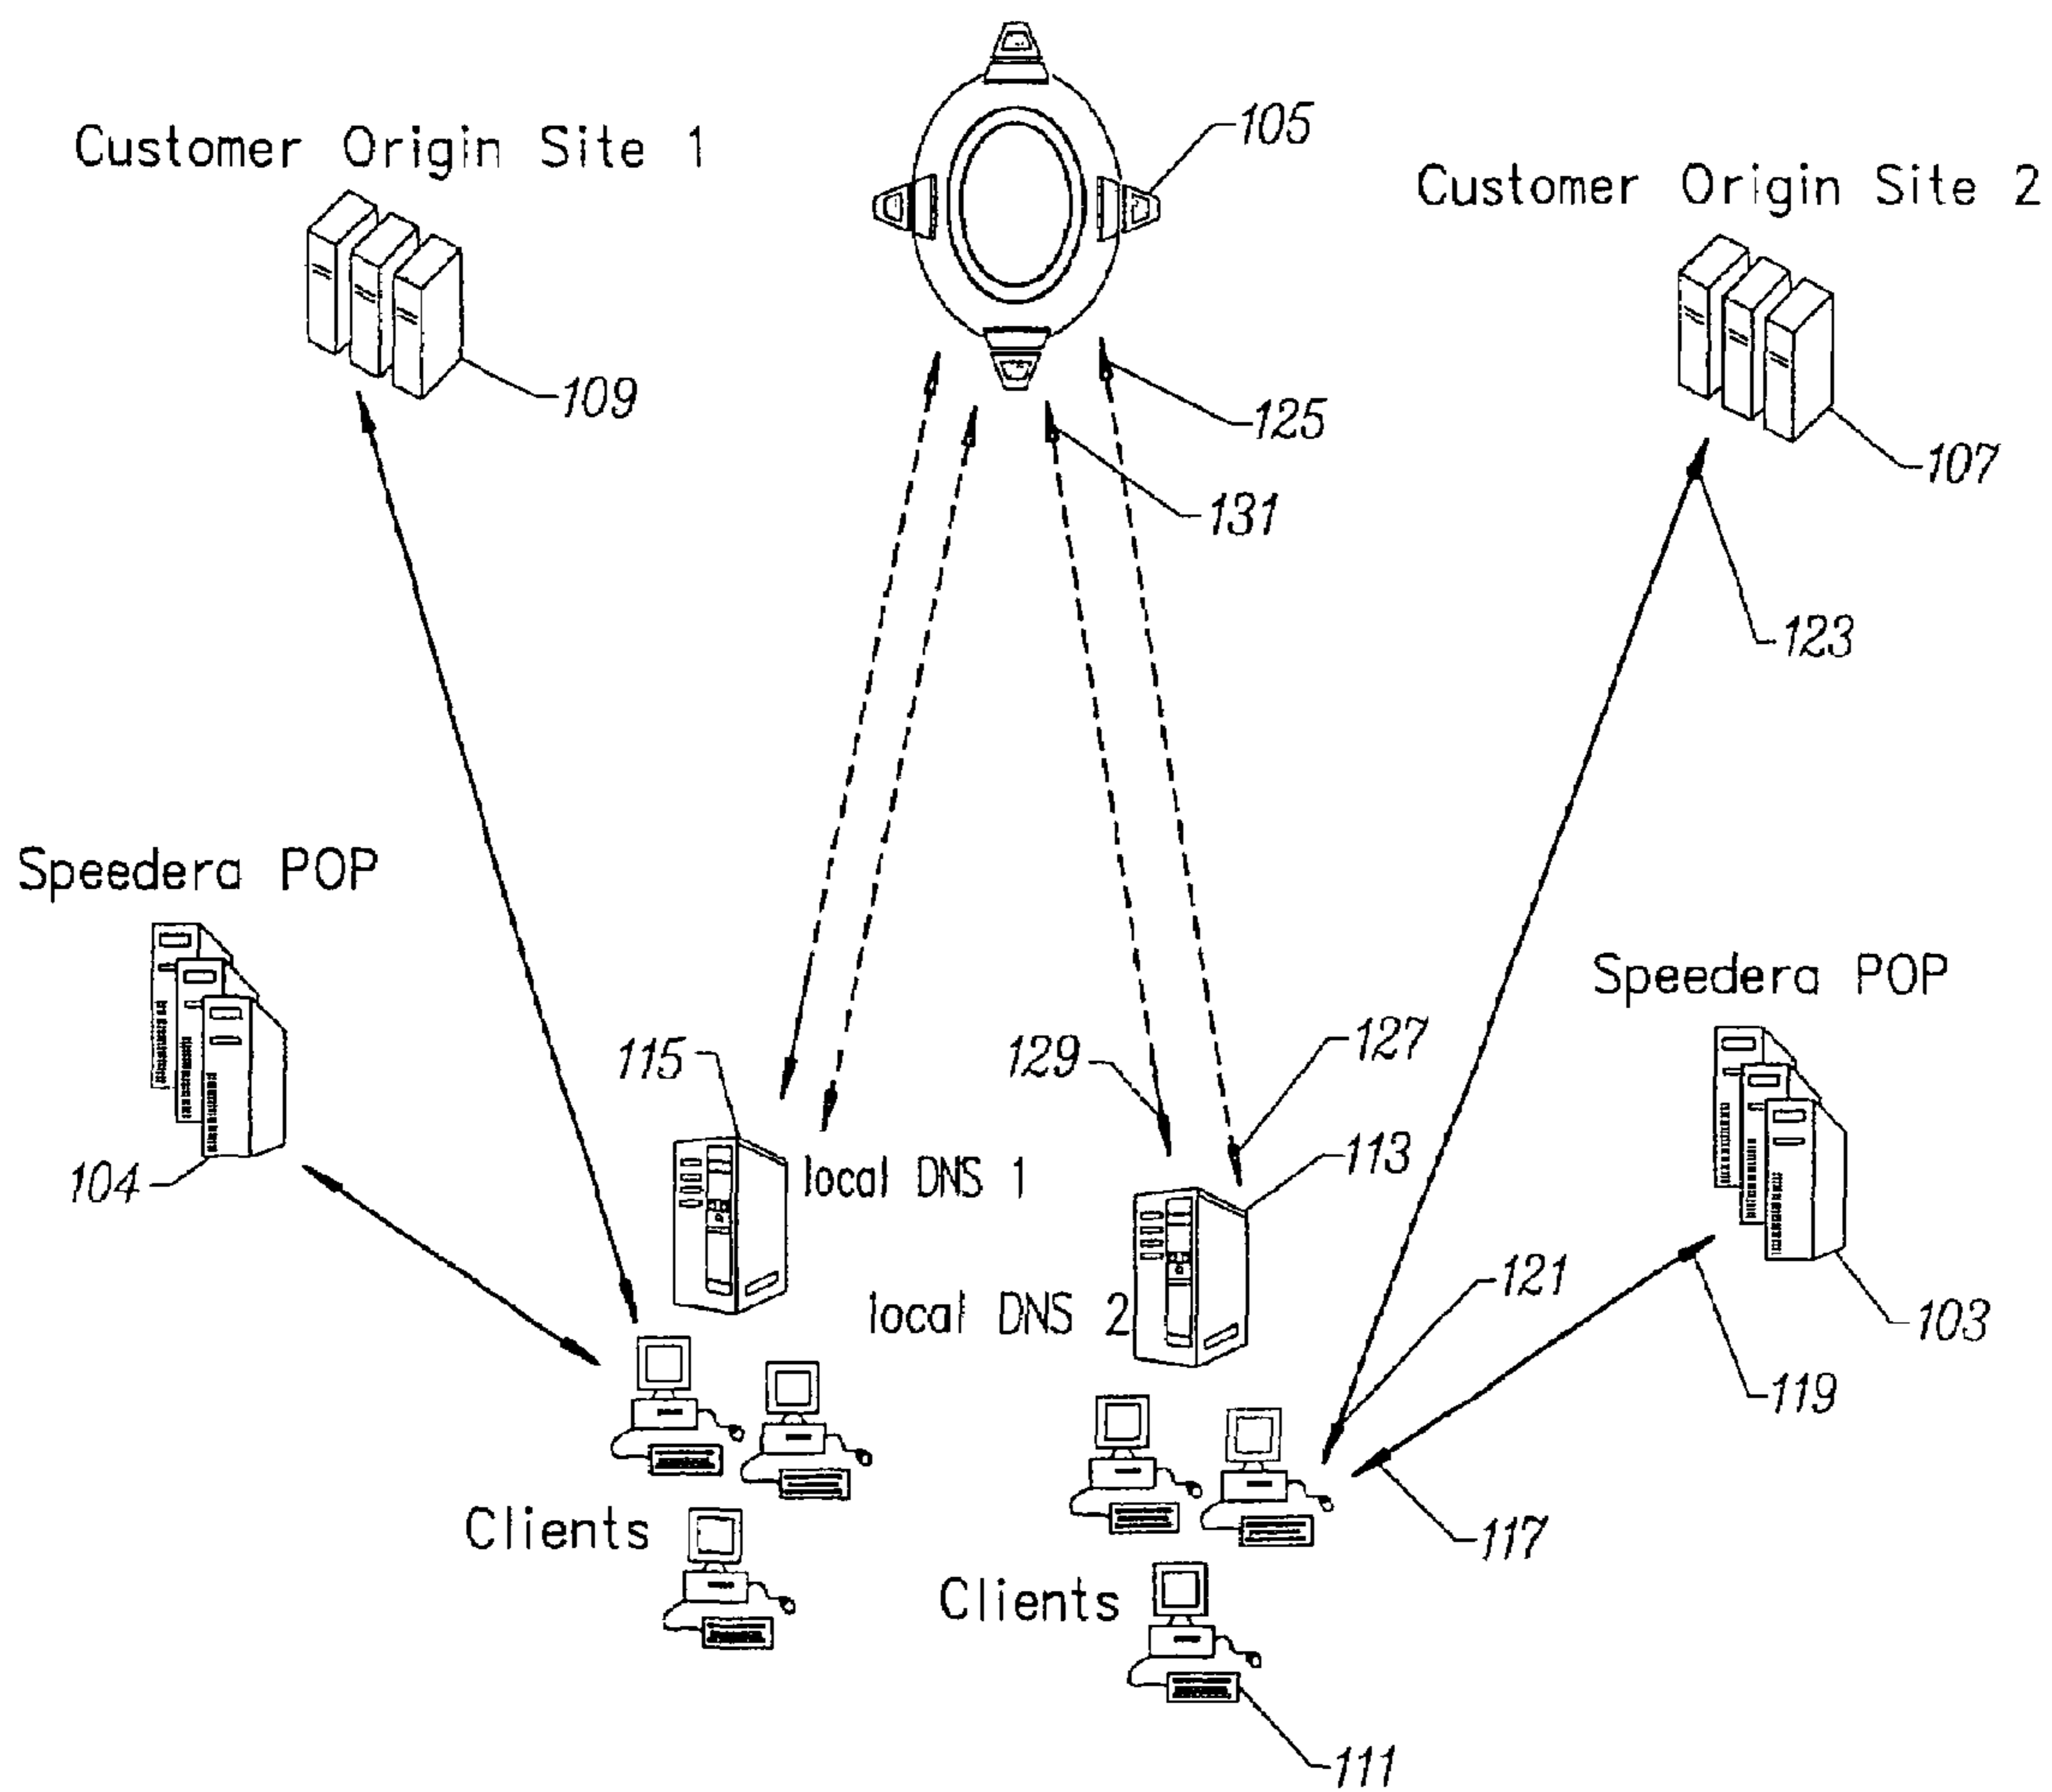 105
Customer Origin Site 1
Customer Origin Site 2
109
125
107
131
123
Speedera POP
Speedera POP
115
129
127
113
local DNS 1
104
121
local DNS 2
103
119
Clients
117
Clients
111